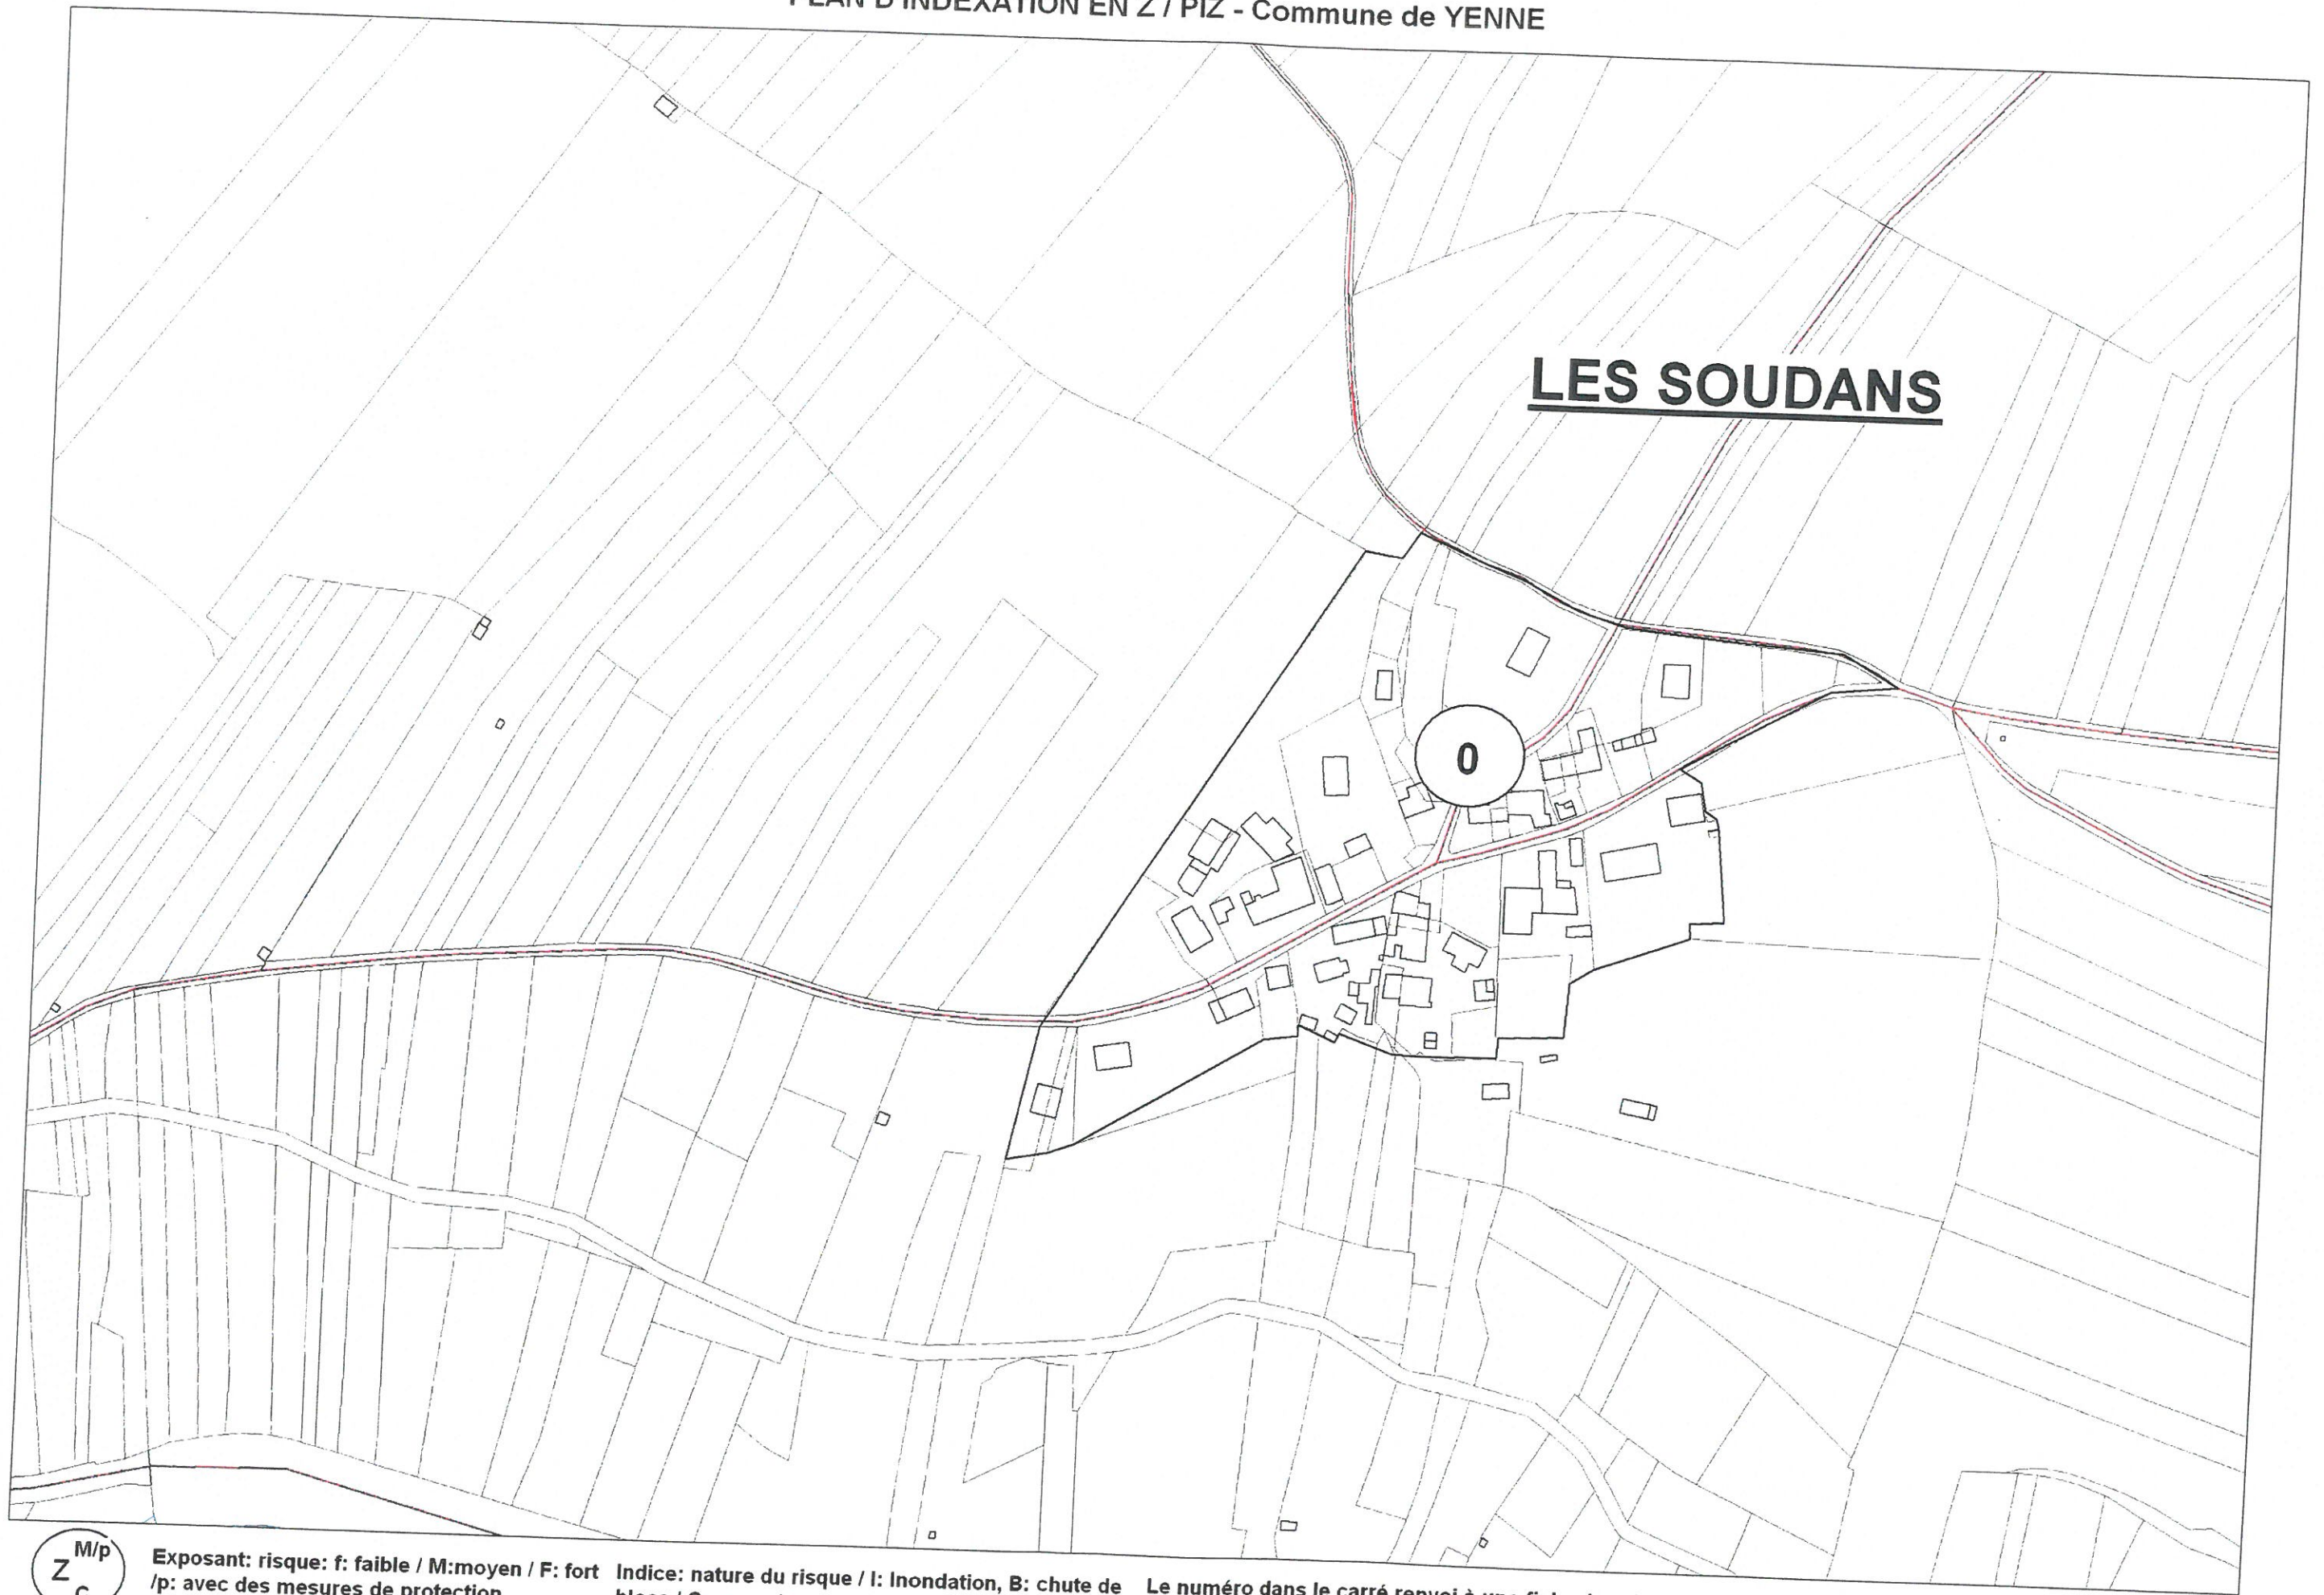 PLAN D'INDEXATION EN Z / PIZ - Commune de YENNE
LES SOUDANS
0
M/p
Z
Exposant: risque: f: faible / M:moyen / F: fort
/p: avec des mesures de protection
Indice: nature du risque / I: Inondation, B: chute de
Le numéro dans le carré renvoi à une